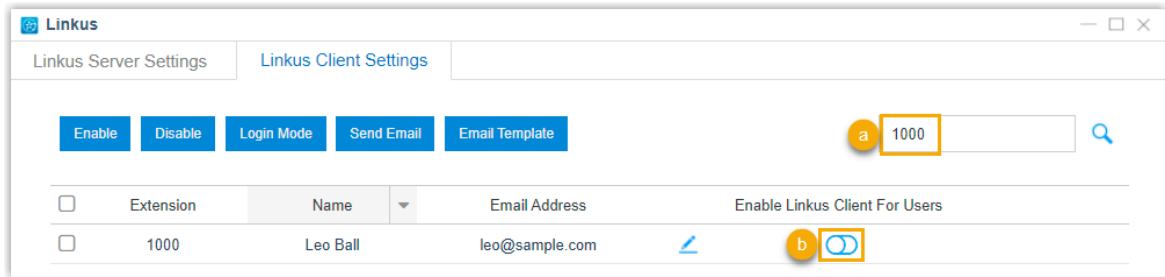 Linkus
Linkus Server Settings Linkus Client Settings
Enable Disable Login Mode Send Email Email Template a 1000
Extension Name Email Address Enable Linkus Client For Users
1000 Leo Ball leo@sample.com b